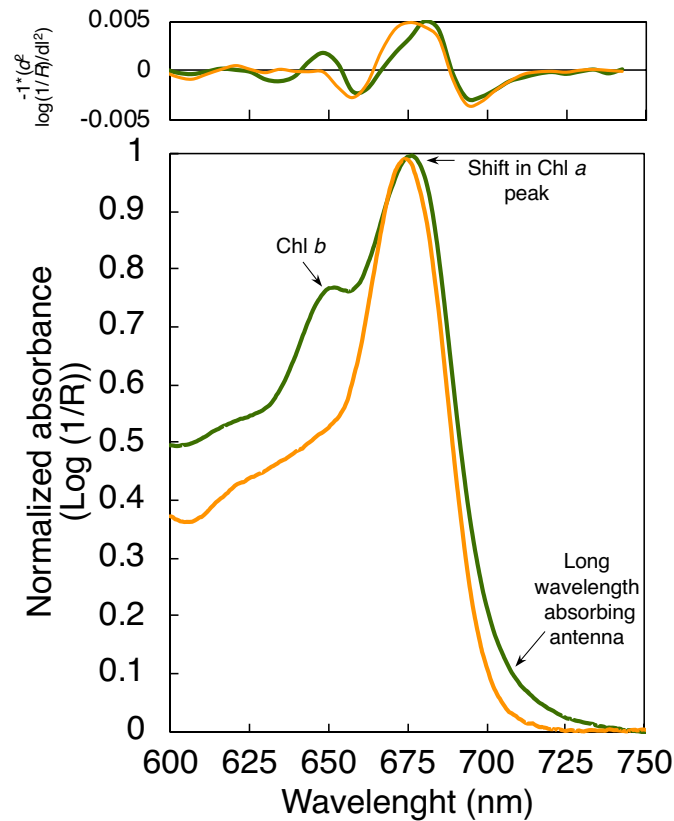 0.005
0
-0.005
-1*(d²
log(1/R)/dl²)
1
0.9
0.8
0.7
0.6
0.5
0.4
0.3
0.2
0.1
0
Normalized absorbance
(Log (1/R))
Shift in Chl a
peak
Chl b
Long
wavelength
absorbing
antenna
600
625
650
675
700
725
750
Wavelenght (nm)